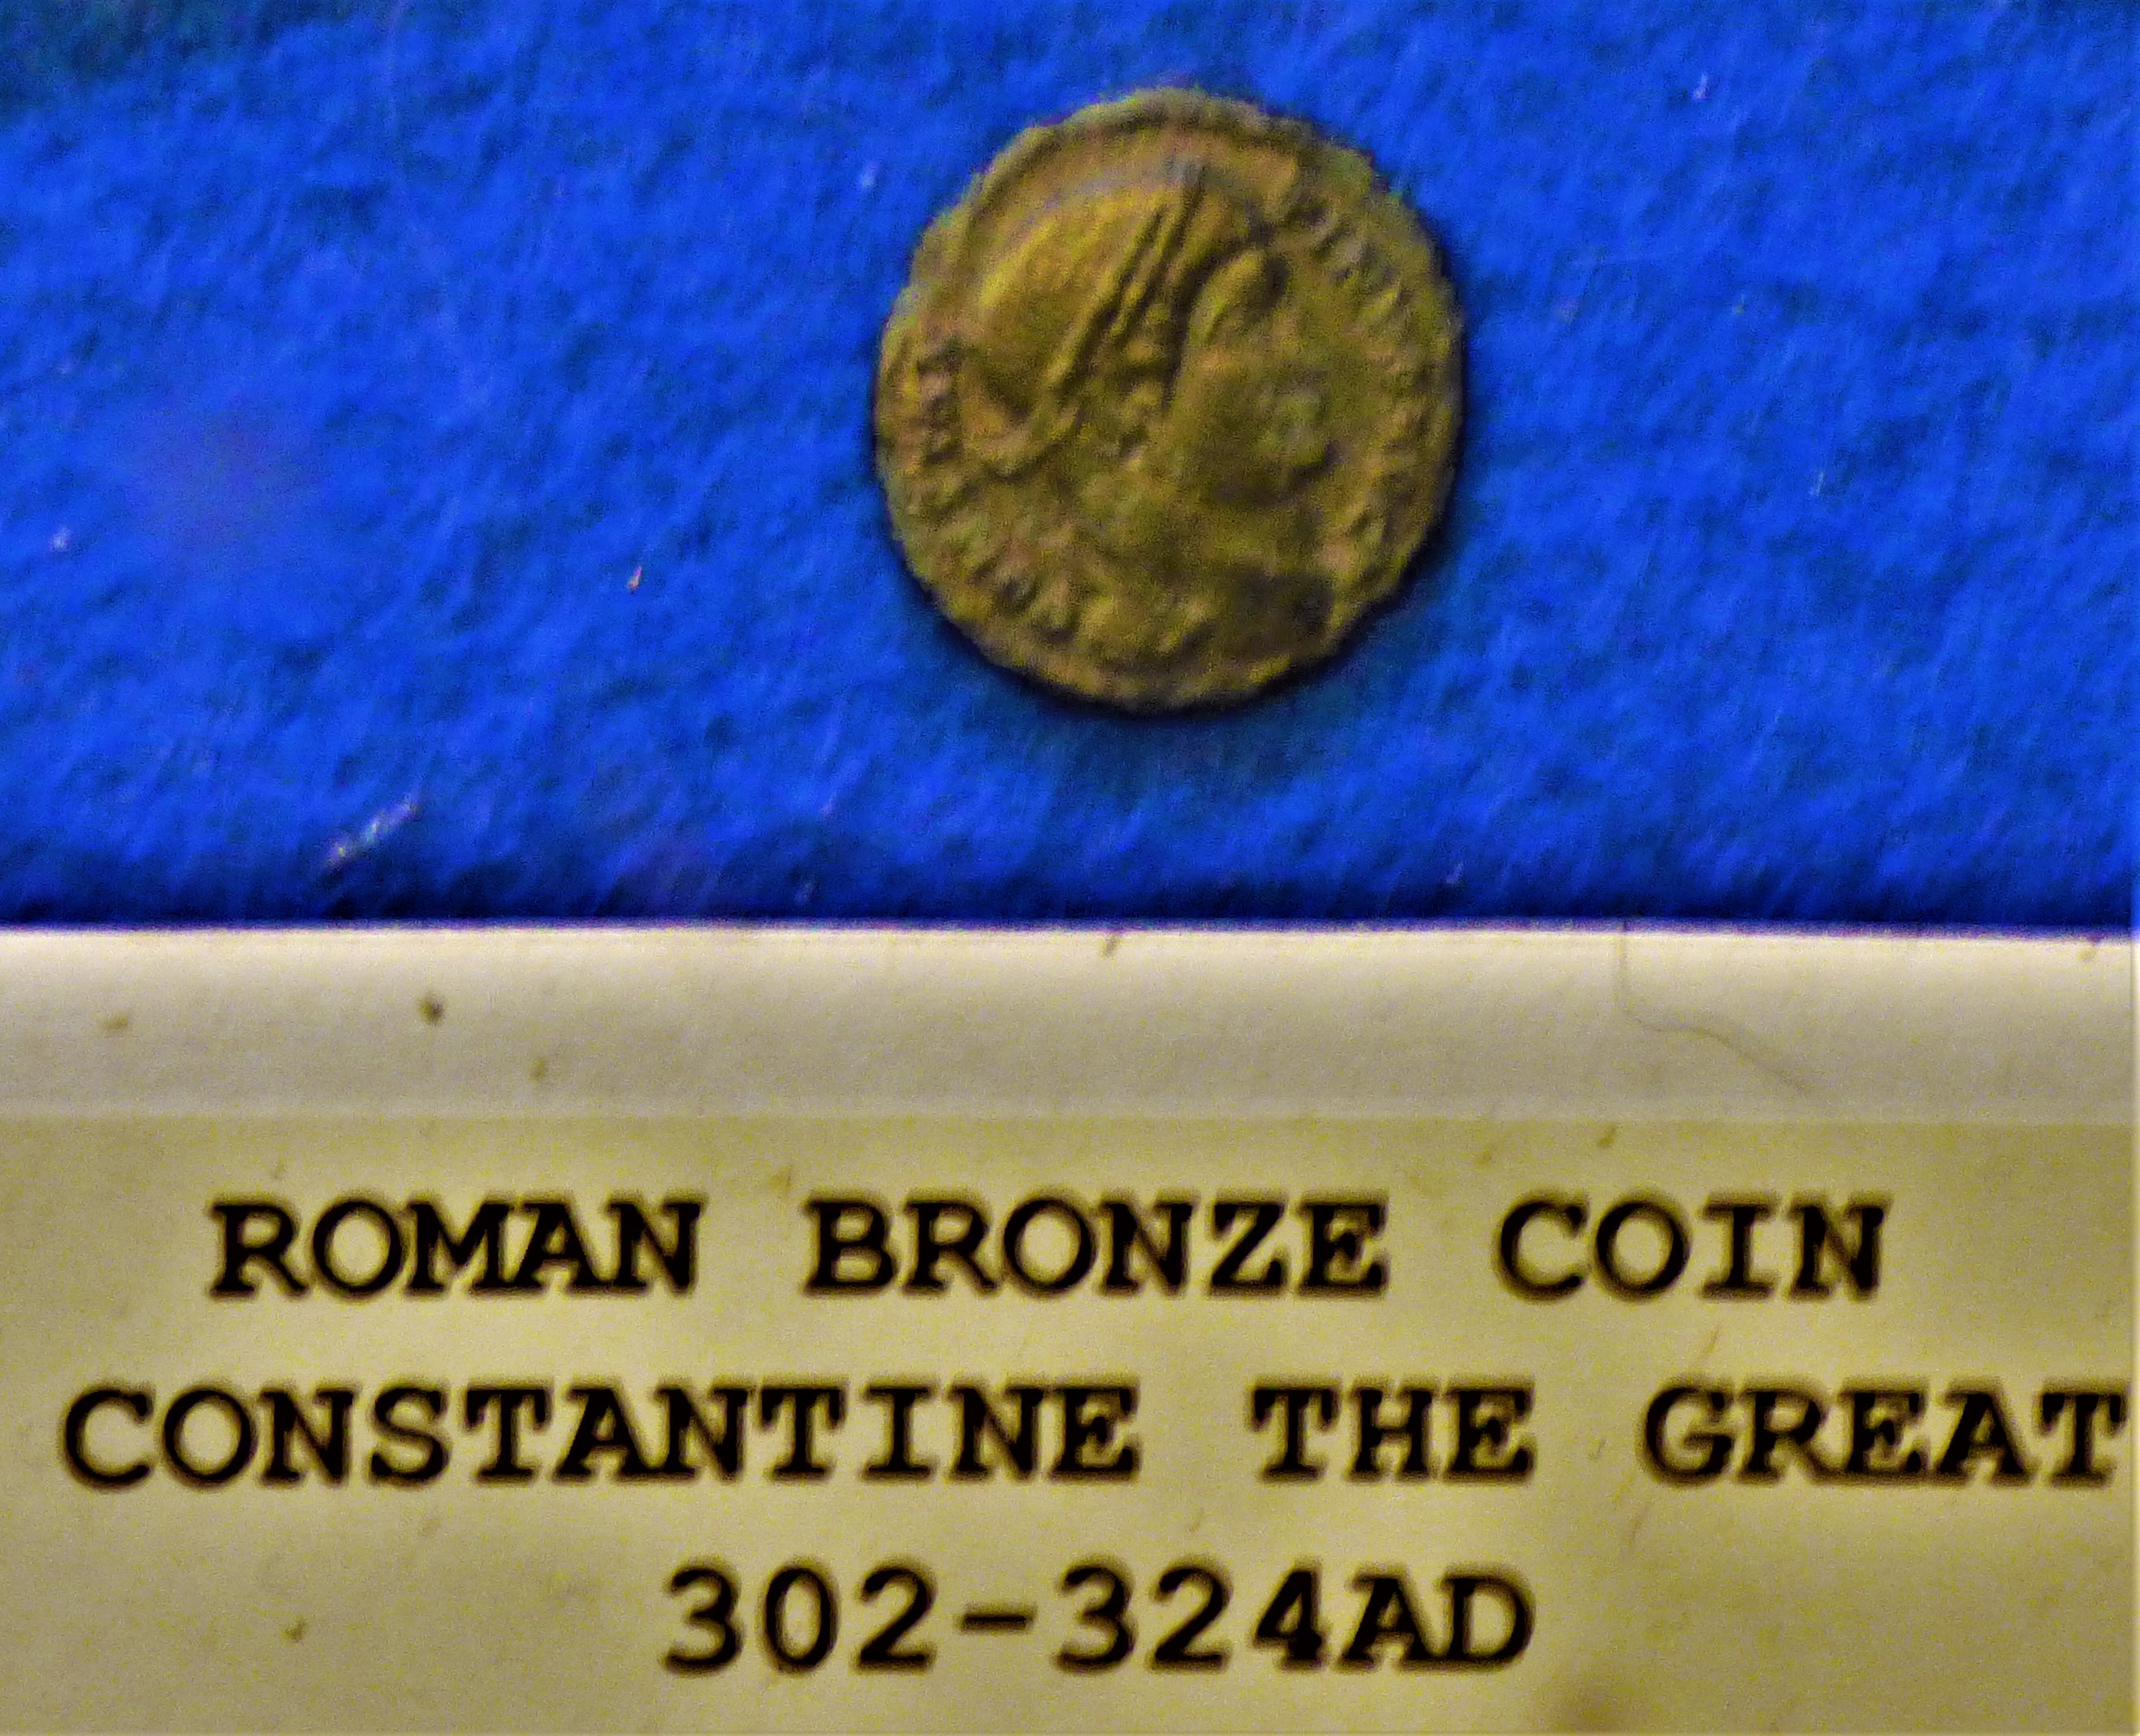 ROMAN BRONZE COIN
CONSTANTINE THE GREAT
302-324AD